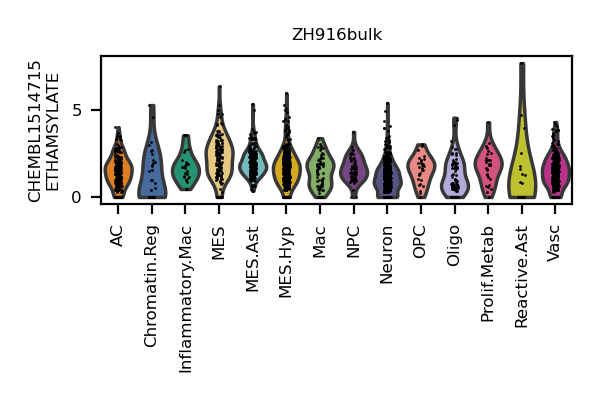 ZH916bulk
CHEMBL1514715
ETHAMSYLATE
5
0
AC
Chromatin.Reg
Inflammatory.Mac
MES
MES.Ast
MES.Hyp
Mac
NPC
Neuron
OPC
Oligo
Prolif.Metab
Reactive.Ast
Vasc